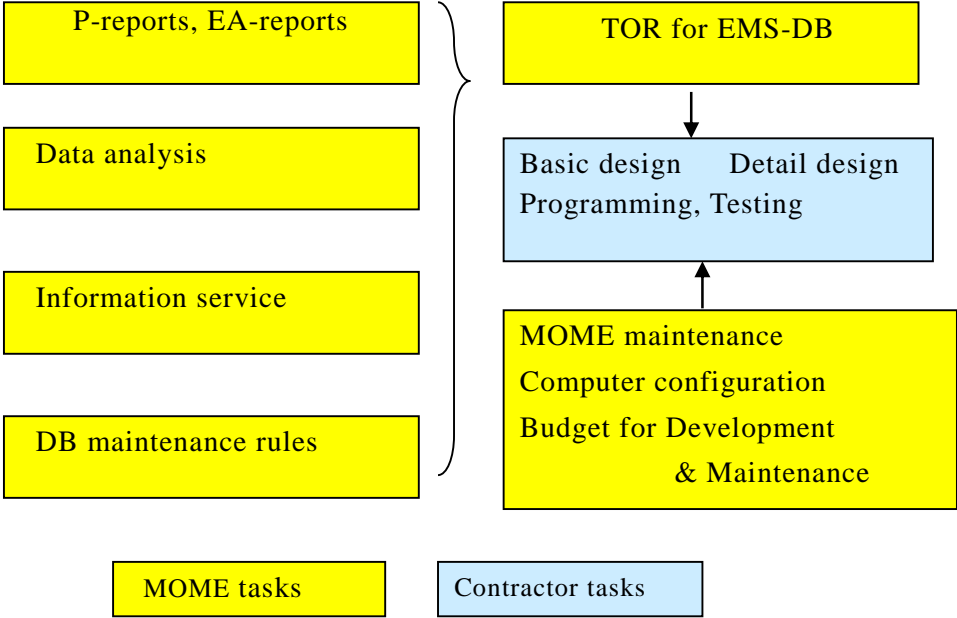 P-reports, EA-reports
Data analysis
Information service
DB maintenance rules
TOR for EMS-DB
Basic design Detail design
Programming, Testing
MOME maintenance
Computer configuration
Budget for Development
& Maintenance
MOME tasks
Contractor tasks